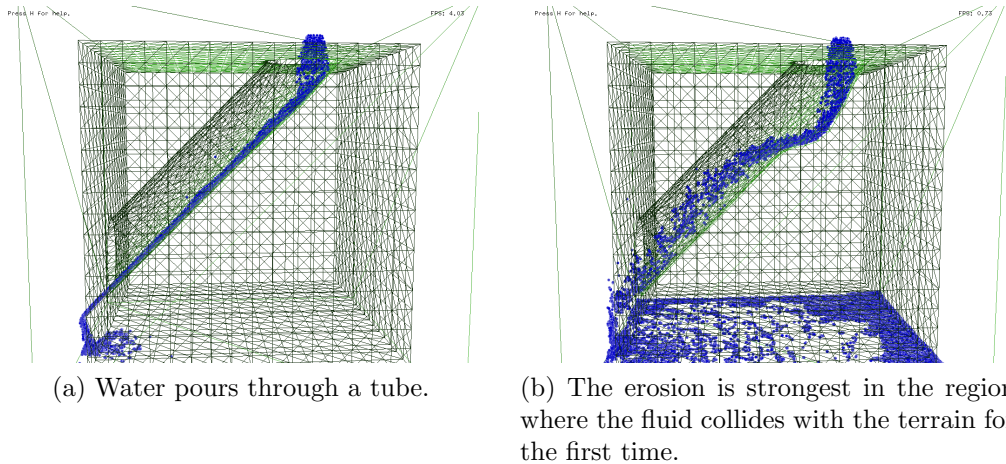 Press H For help.
FPS: 4,03
Press H For help.
FPS: 0,73
(a) Water pours through a tube.
(b) The erosion is strongest in the region
where the fluid collides with the terrain fo
the first time.